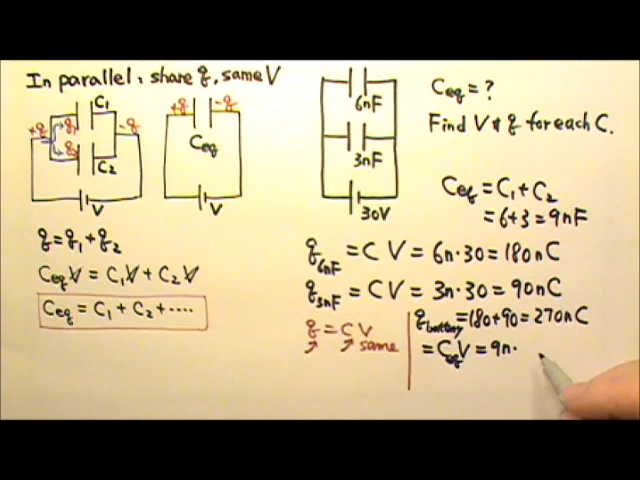 In parallel, share q, same V
C₁
+q
q₁
-q
q₂
C₂
V
+q -q
Ceq
V
q = q₁ + q₂
CeqV = C₁V + C₂V
Ceq = C₁ + C₂ + ····
6nF
3nF
30V
Ceq = ?
Find V & q for each C.
Ceq = C₁ + C₂
= 6+3 = 9nF
q6nF = CV = 6n·30 = 180nC
q3nF = CV = 3n·30 = 90nC
q = CV
same
qbattery = 180+90 = 270nC
= CeqV = 9n·